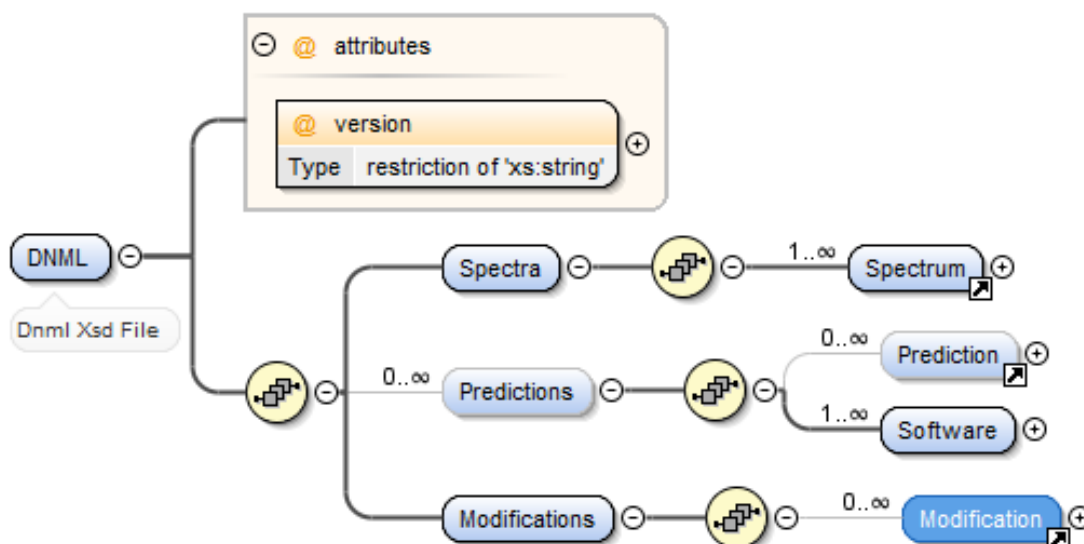 @ attributes
@ version
Type restriction of 'xs:string'
DNML
Dnml Xsd File
Spectra
1..∞
Spectrum
0..∞
Predictions
0..∞
Prediction
1..∞
Software
Modifications
0..∞
Modification